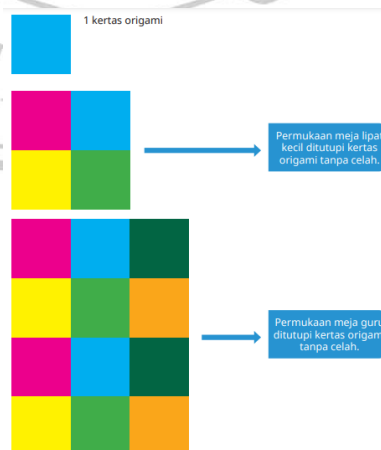 1 kertas origami
Permukaan meja lipat
kecil ditutupi kertas
origami tanpa celah.
Permukaan meja guru
ditutupi kertas origami
tanpa celah.